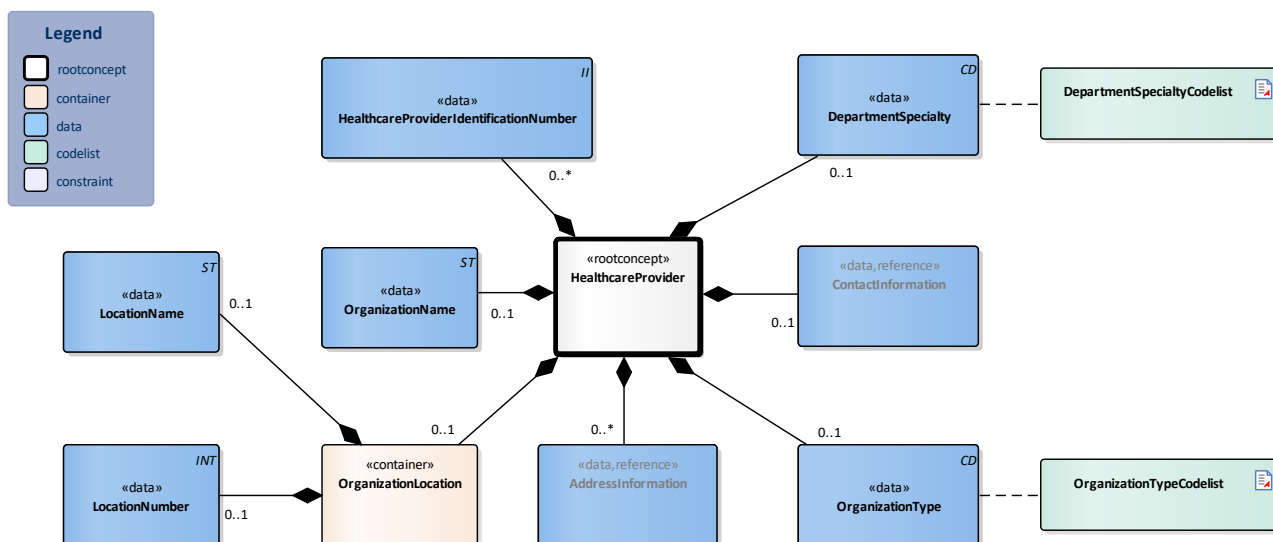 Legend
rootconcept
container
data
codelist
constraint
II
«data»
HealthcareProviderIdentificationNumber
0..*
CD
«data»
DepartmentSpecialty
0..1
DepartmentSpecialtyCodelist
ST
«data»
LocationName
0..1
ST
«data»
OrganizationName
0..1
«rootconcept»
HealthcareProvider
«data,reference»
ContactInformation
0..1
0..1
0..*
0..1
INT
«data»
LocationNumber
0..1
«container»
OrganizationLocation
«data,reference»
AddressInformation
CD
«data»
OrganizationType
OrganizationTypeCodelist